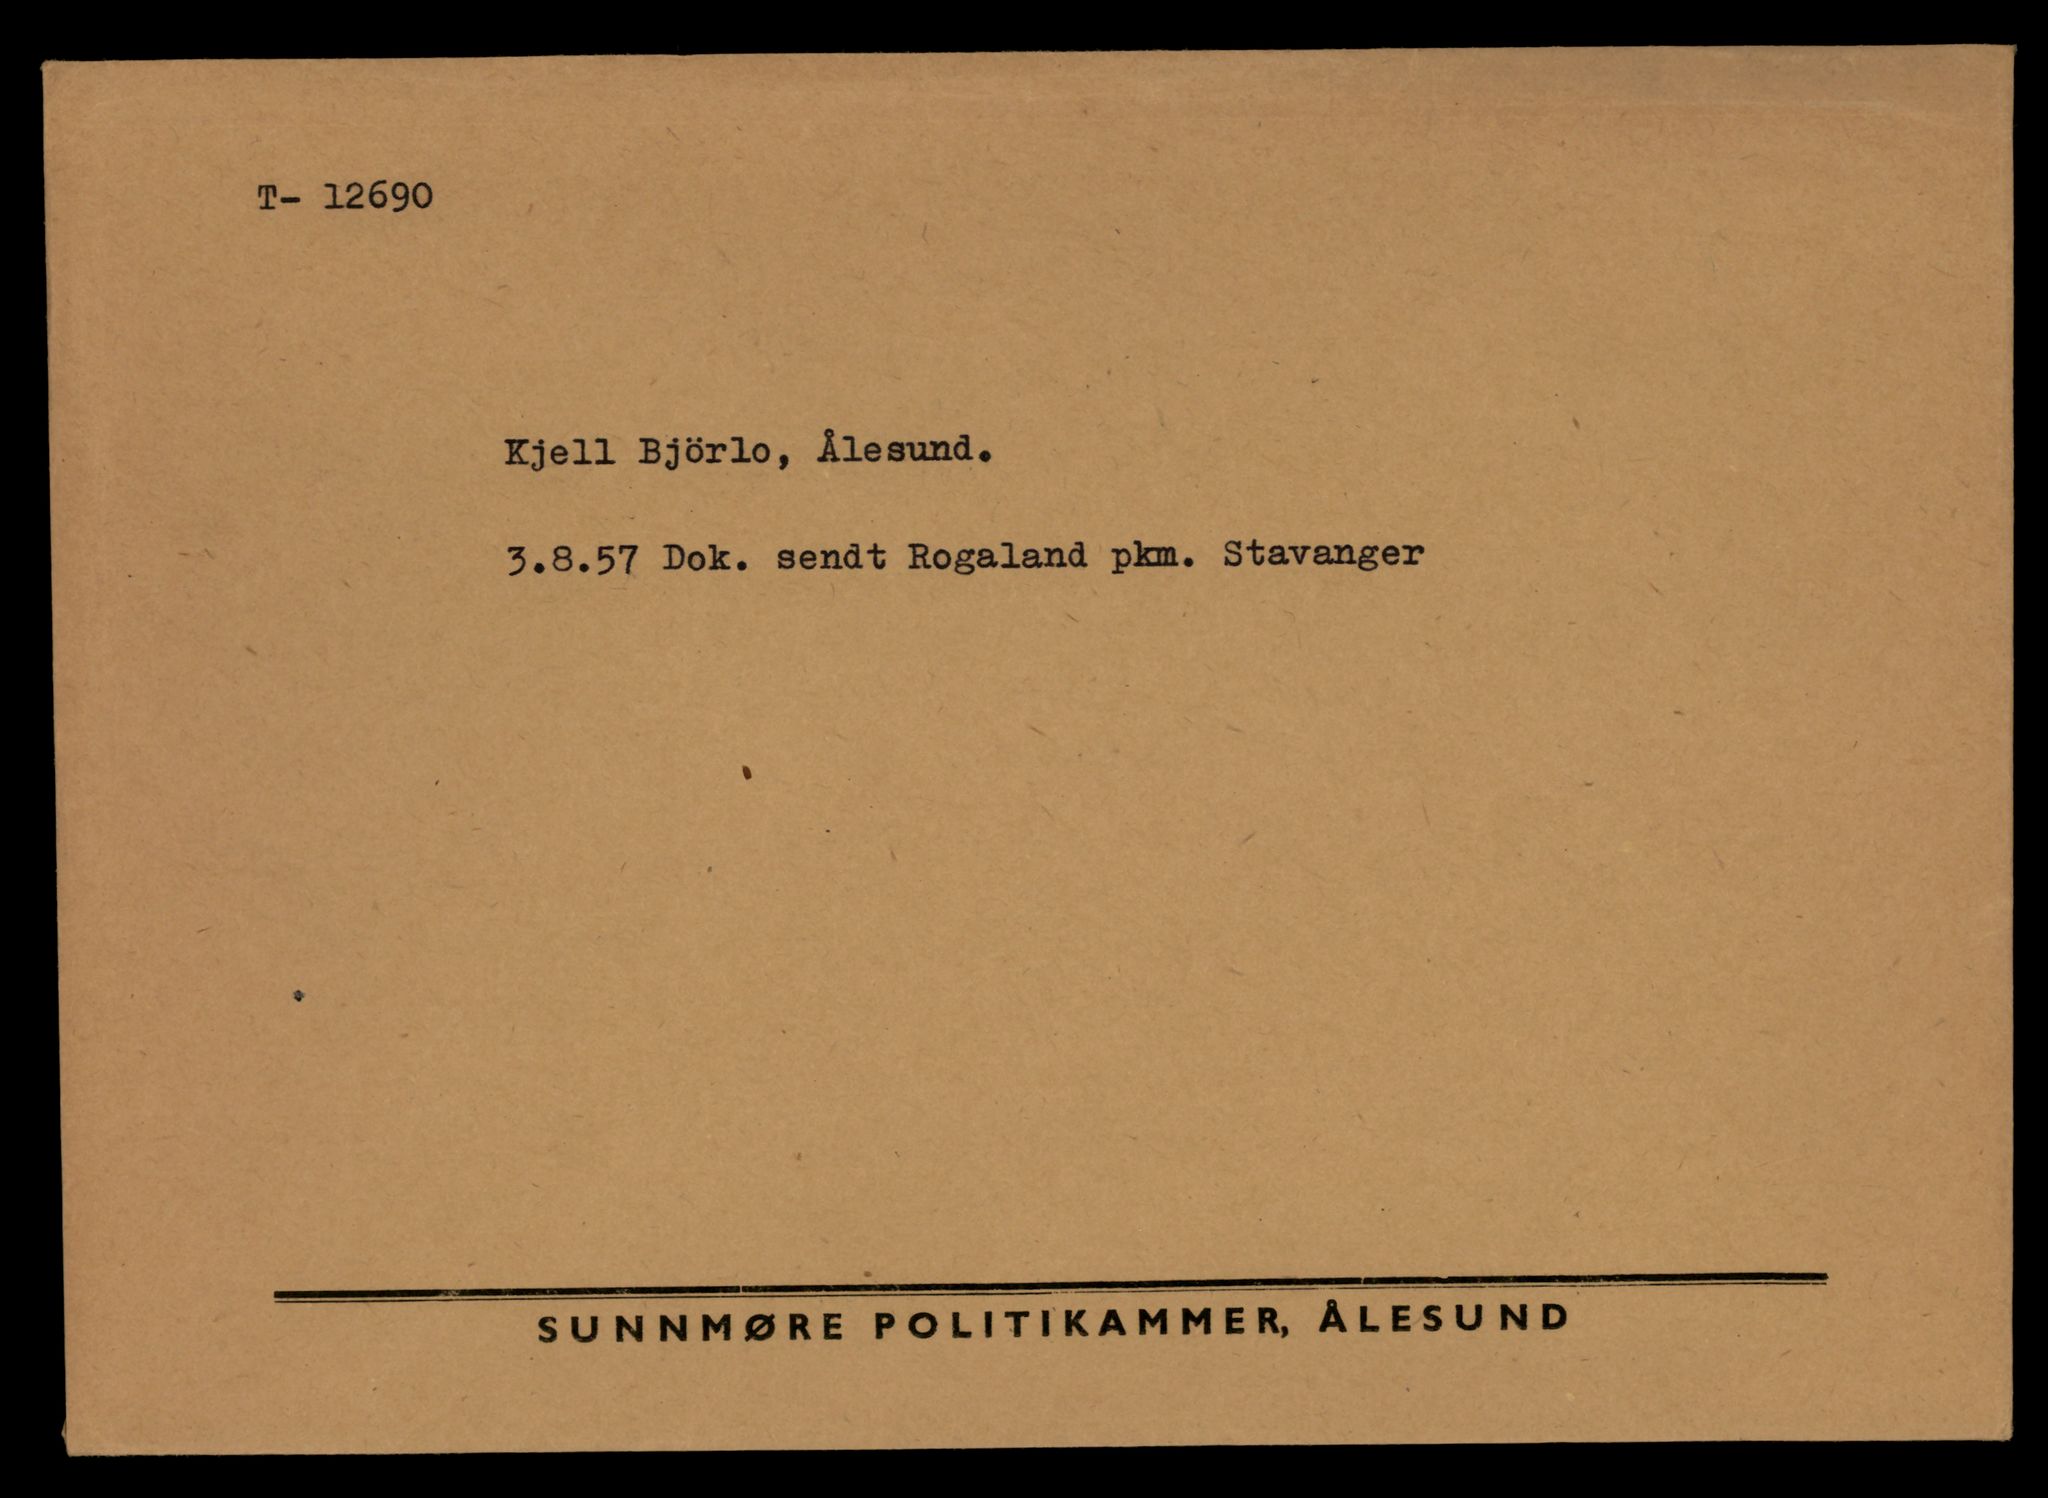 T- 12690
Kjell Björlo, Ålesund.
3.8.57 Dok. sendt Rogaland pkm. Stavanger
SUNNMØRE POLITIKAMMER, ÅLESUND